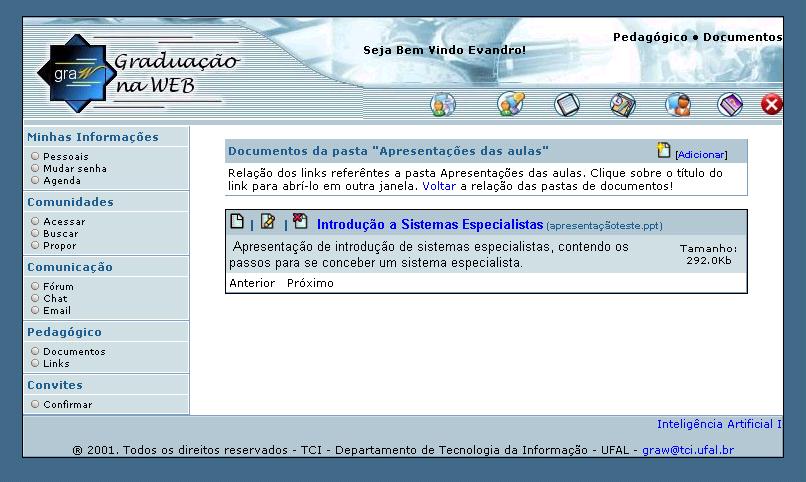 Pedagógico • Documentos
Seja Bem Vindo Evandro!
graW
Graduação
na WEB
Minhas Informações
Pessoais
Mudar senha
Agenda
Comunidades
Acessar
Buscar
Propor
Comunicação
Fórum
Chat
Email
Pedagógico
Documentos
Links
Convites
Confirmar
Documentos da pasta "Apresentações das aulas" [Adicionar]
Relação dos links referêntes a pasta Apresentações das aulas. Clique sobre o título do
link para abrí-lo em outra janela. Voltar a relação das pastas de documentos!
| | Introdução a Sistemas Especialistas (apresentaçãoteste.ppt)
Apresentação de introdução de sistemas especialistas, contendo os
passos para se conceber um sistema especialista.
Tamanho:
292.0Kb
Anterior Próximo
Inteligência Artificial I
® 2001. Todos os direitos reservados - TCI - Departamento de Tecnologia da Informação - UFAL - graw@tci.ufal.br